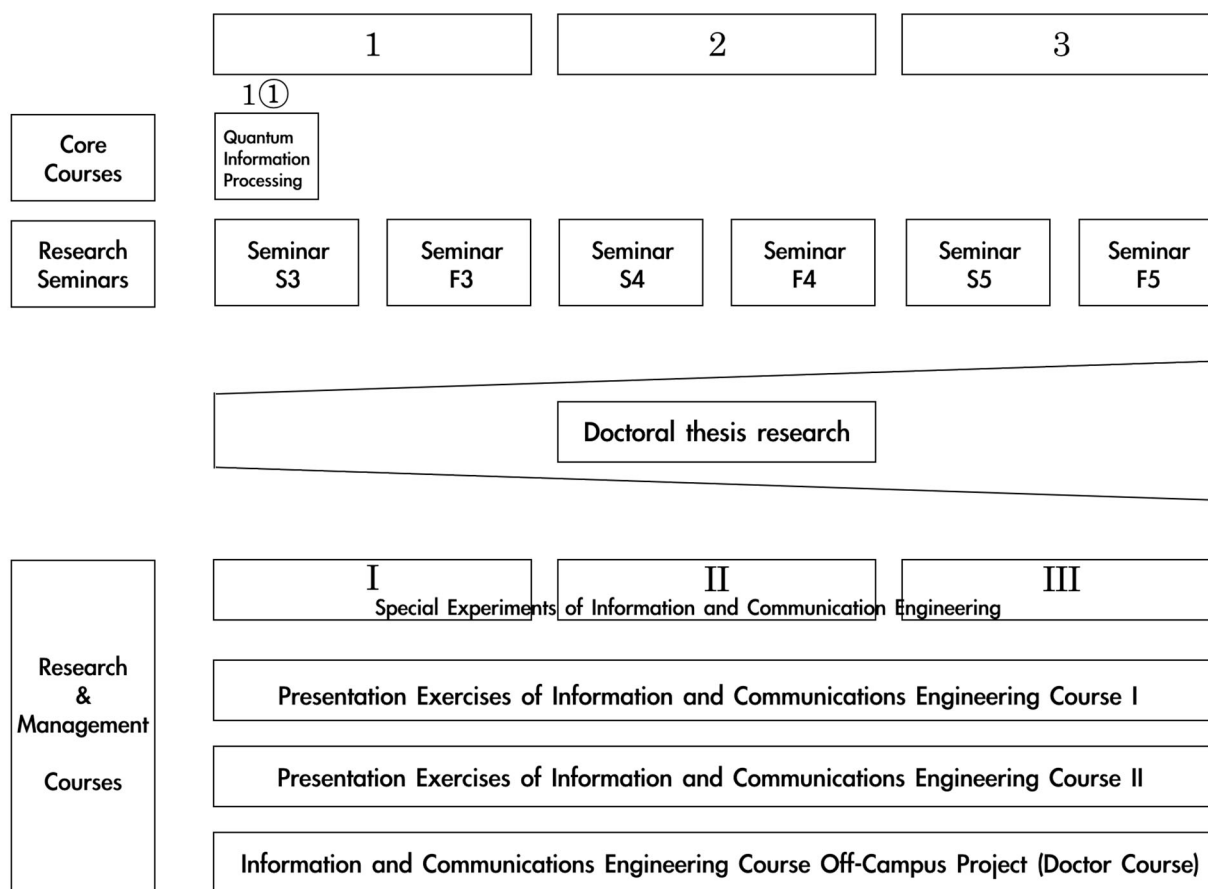 1
2
3
1①
Core
Courses
Quantum
Information
Processing
Research
Seminars
Seminar
S3
Seminar
F3
Seminar
S4
Seminar
F4
Seminar
S5
Seminar
F5
Doctoral thesis research
Research
&
Management
Courses
I
II
III
Special Experiments of Information and Communication Engineering
Presentation Exercises of Information and Communications Engineering Course I
Presentation Exercises of Information and Communications Engineering Course II
Information and Communications Engineering Course Off-Campus Project (Doctor Course)